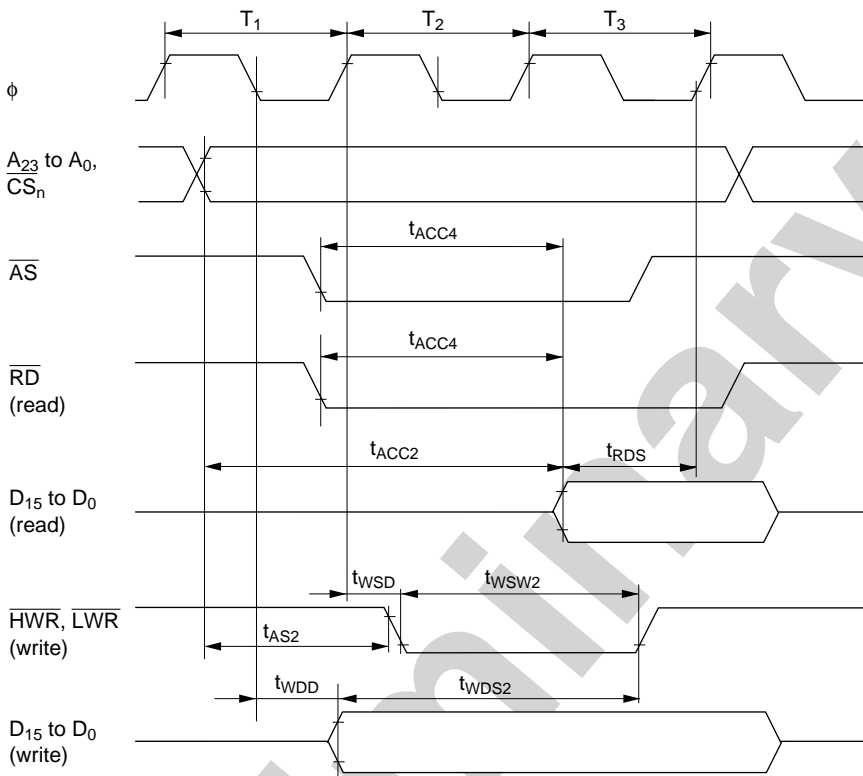 T1 T2 T3
ϕ
A23 to A0,
CSn
tACC4
AS
tACC4
RD
(read)
tACC2 tRDS
D15 to D0
(read)
tWSD tWSW2
HWR, LWR
(write)
tAS2
tWDD tWDS2
D15 to D0
(write)
minary